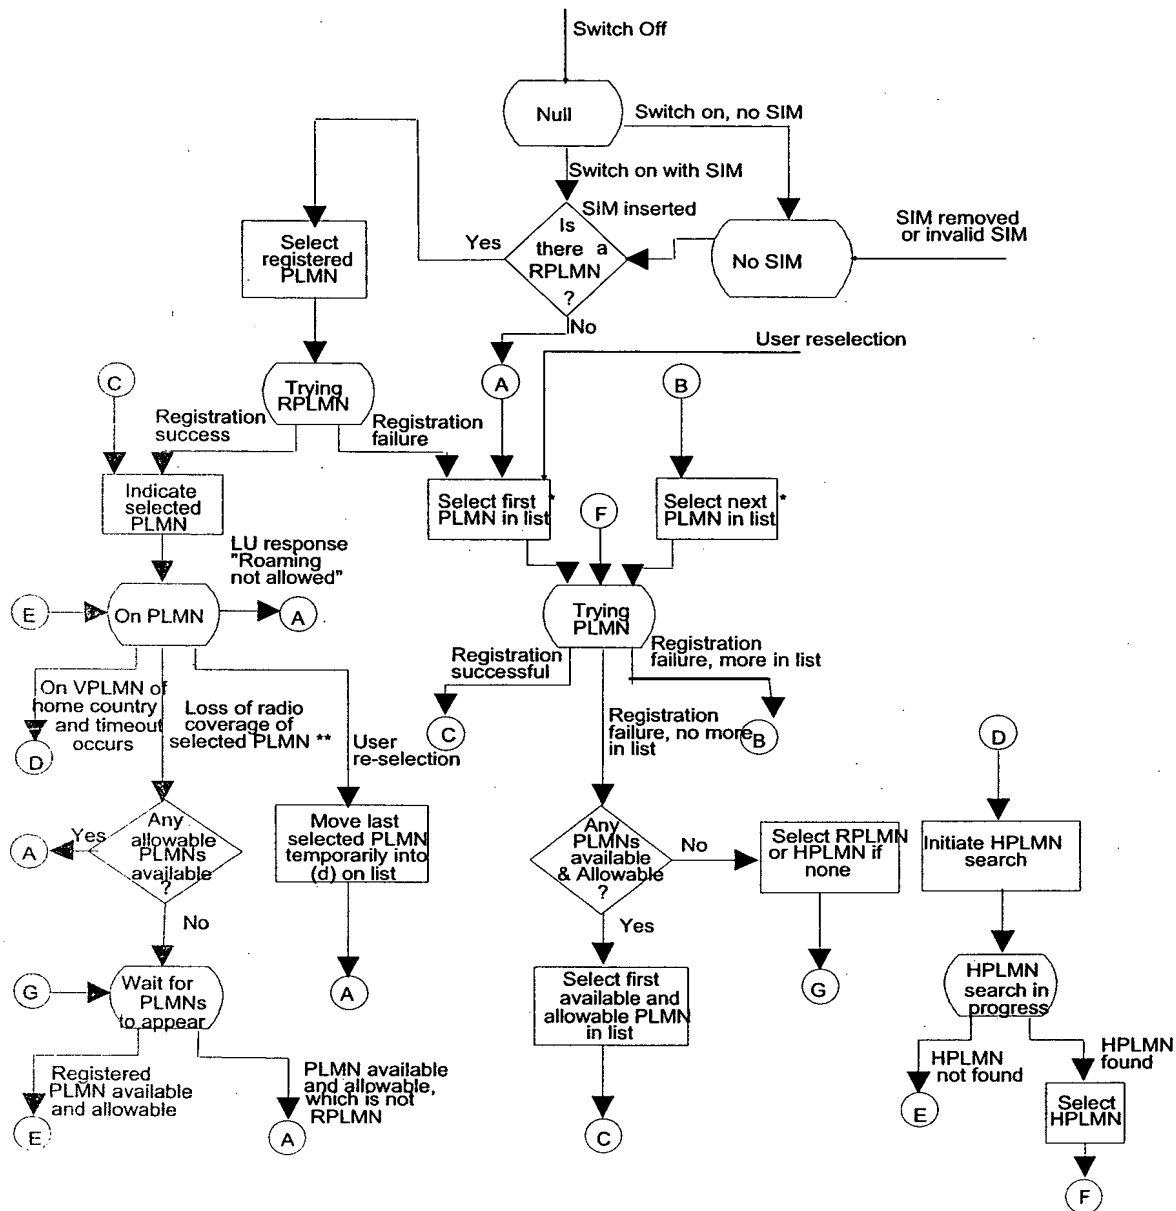 Switch Off
Null
Switch on, no SIM
Switch on with SIM
SIM inserted
SIM removed
or invalid SIM
Is
there a
RPLMN
?
Yes
No SIM
Select
registered
PLMN
No
User reselection
C
Trying
RPLMN
A
B
Registration
success
Registration
failure
Indicate
selected
PLMN
Select first *
PLMN in list
F
Select next *
PLMN in list
LU response
"Roaming
not allowed"
E
On PLMN
A
Trying
PLMN
Registration
successful
Registration
failure, more in list
On VPLMN of
home country
and timeout
occurs
Loss of radio
coverage of
selected PLMN **
User
re-selection
D
C
Registration
failure, no more
in list
B
D
Any
allowable
PLMNs
available
?
Yes
A
Move last
selected PLMN
temporarily into
(d) on list
Any
PLMNs
available
& Allowable
?
No
Select RPLMN
or HPLMN if
none
Initiate HPLMN
search
No
Yes
G
Wait for
PLMNs
to appear
A
Select first
available and
allowable PLMN
in list
G
HPLMN
search in
progress
Registered
PLMN available
and allowable
PLMN available
and allowable,
which is not
RPLMN
HPLMN
not found
HPLMN
found
E
A
C
E
Select
HPLMN
F